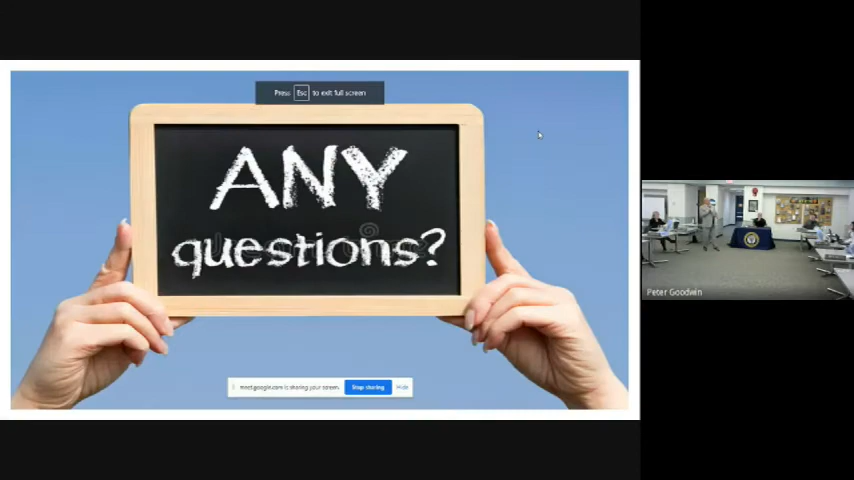 Press Esc to exit full screen
ANY
questions?
meet.google.com is sharing your screen.
Stop sharing
Hide
Peter Goodwin